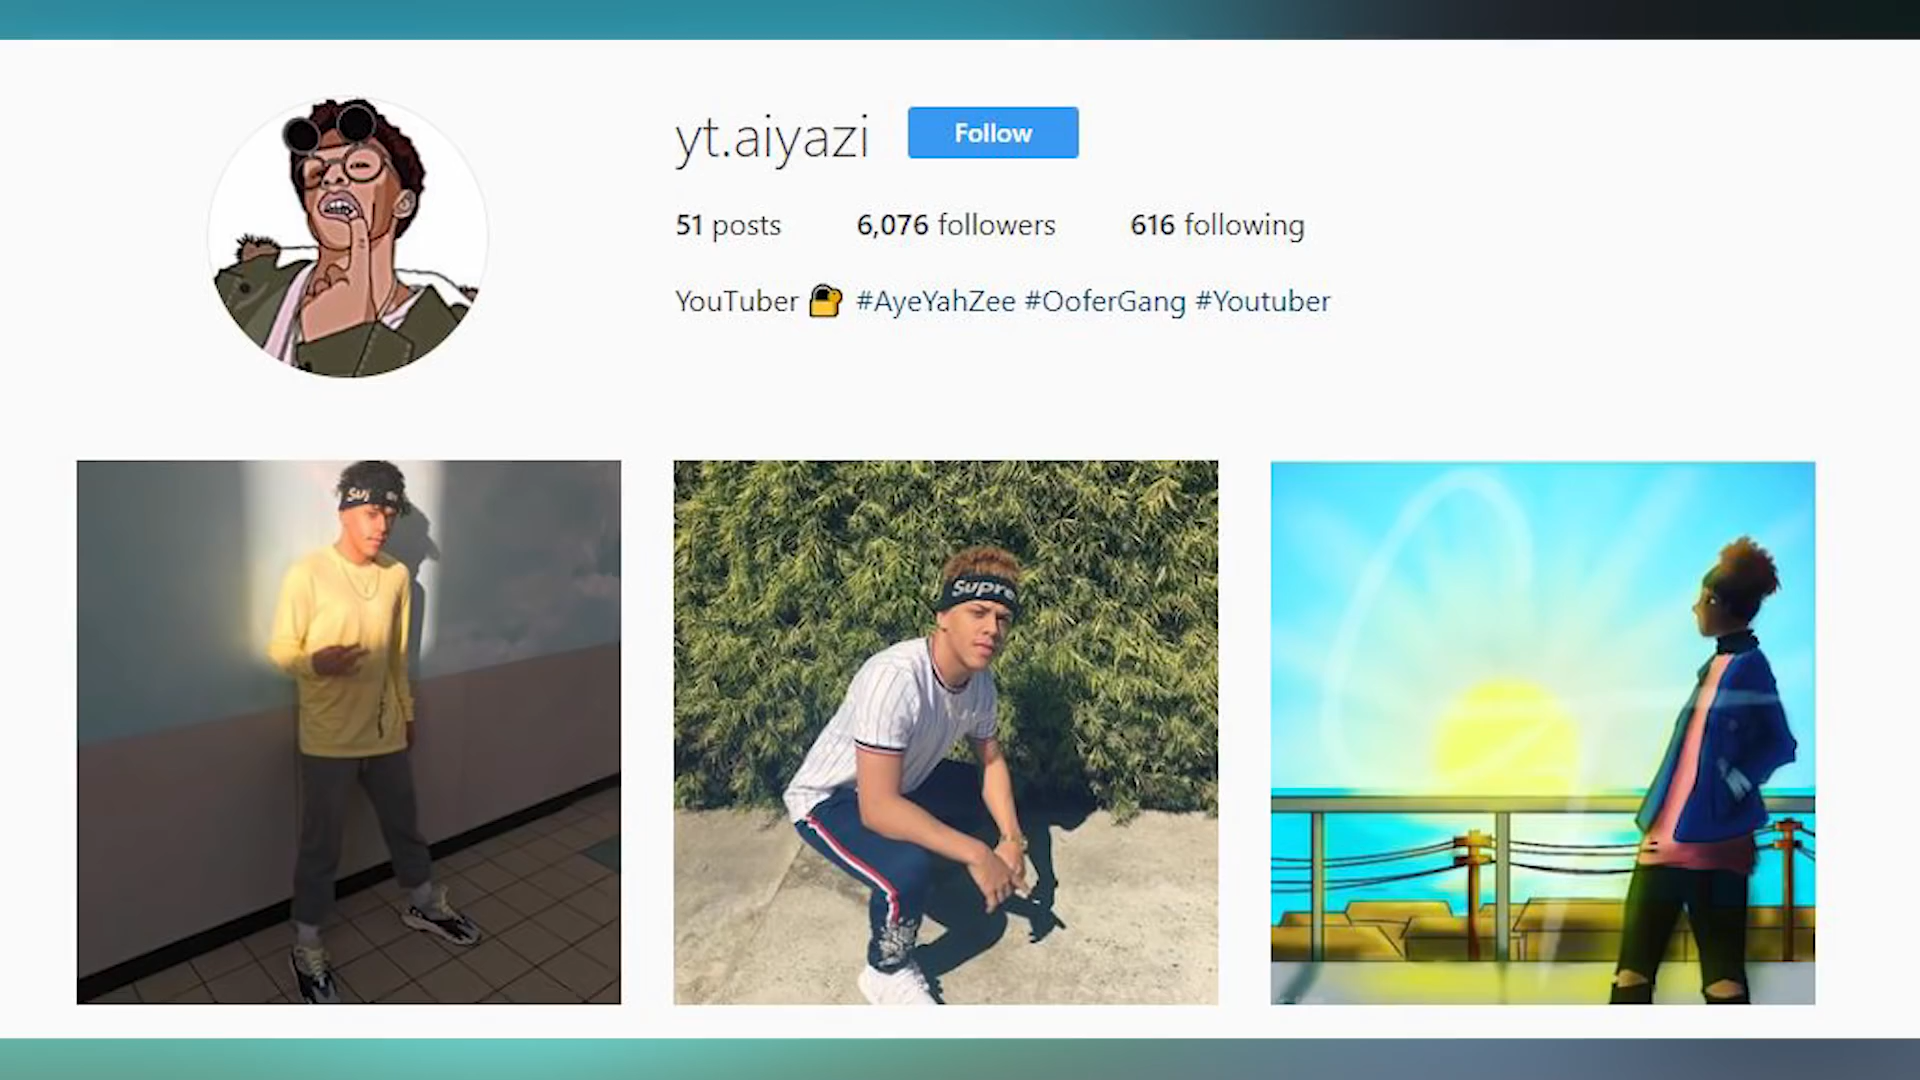 yt.aiyazi Follow
51 posts 6,076 followers 616 following
YouTuber #AyeYahZee #OoferGang #Youtuber
Supre